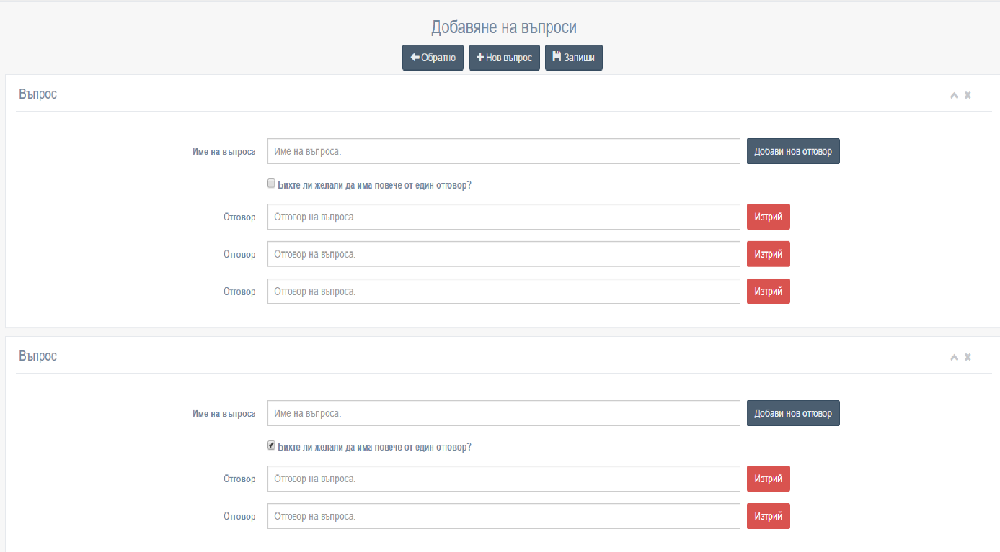 Добавяне на въпроси
Обратно Нов въпрос Запиши
Въпрос
Име на въпроса Име на въпроса. Добави нов отговор
Бихте ли желали да има повече от един отговор?
Отговор Отговор на въпроса. Изтрий
Отговор Отговор на въпроса. Изтрий
Отговор Отговор на въпроса. Изтрий
Въпрос
Име на въпроса Име на въпроса. Добави нов отговор
Бихте ли желали да има повече от един отговор?
Отговор Отговор на въпроса. Изтрий
Отговор Отговор на въпроса. Изтрий